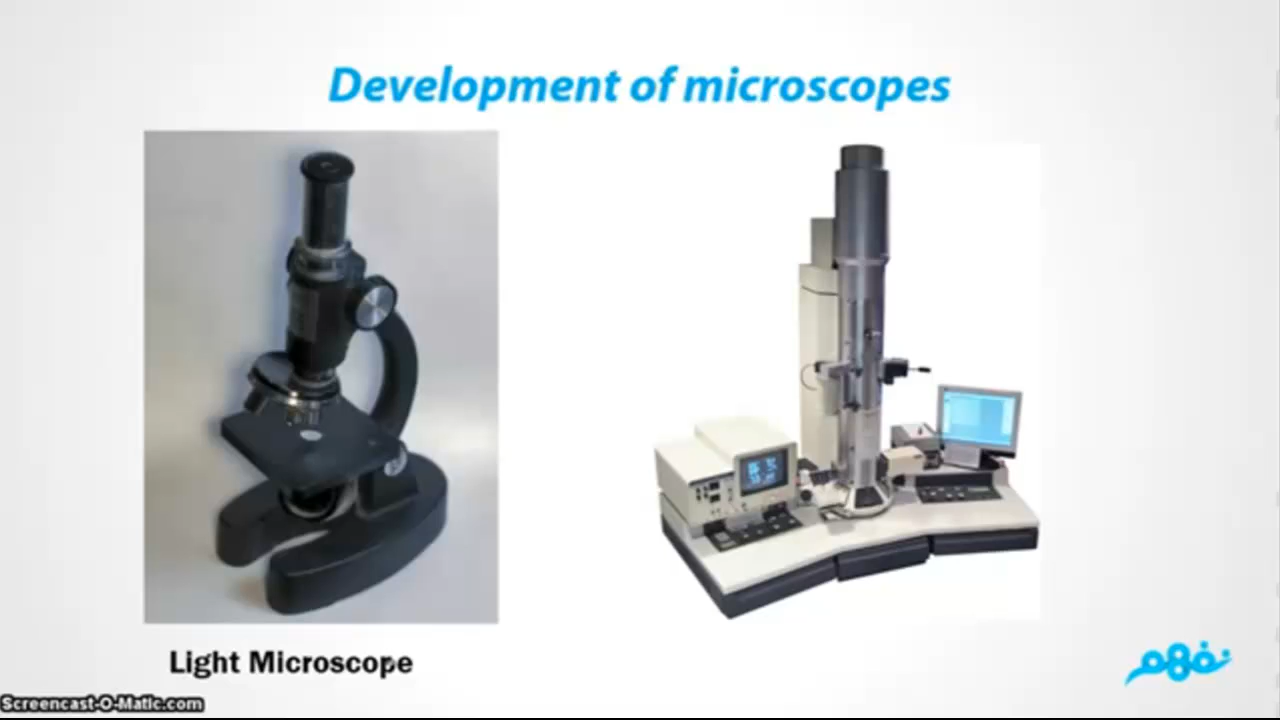 Development of microscopes
Light Microscope
نفهم
Screencast-O-Matic.com